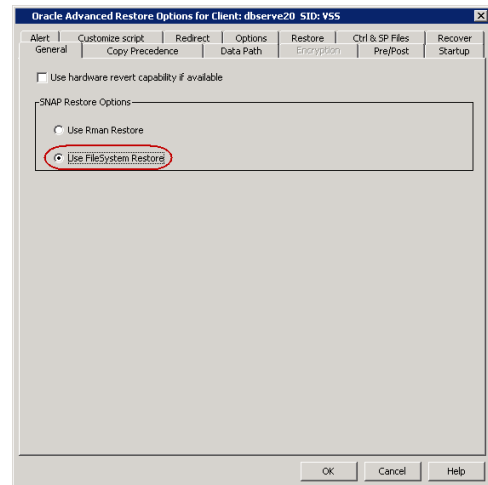 Oracle Advanced Restore Options for Client: dbserve20 SID: VSS
Alert Customize script Redirect Options Restore Ctrl & SP Files Recover
General Copy Precedence Data Path Encryption Pre/Post Startup
Use hardware revert capability if available
SNAP Restore Options
Use Rman Restore
Use FileSystem Restore
OK Cancel Help